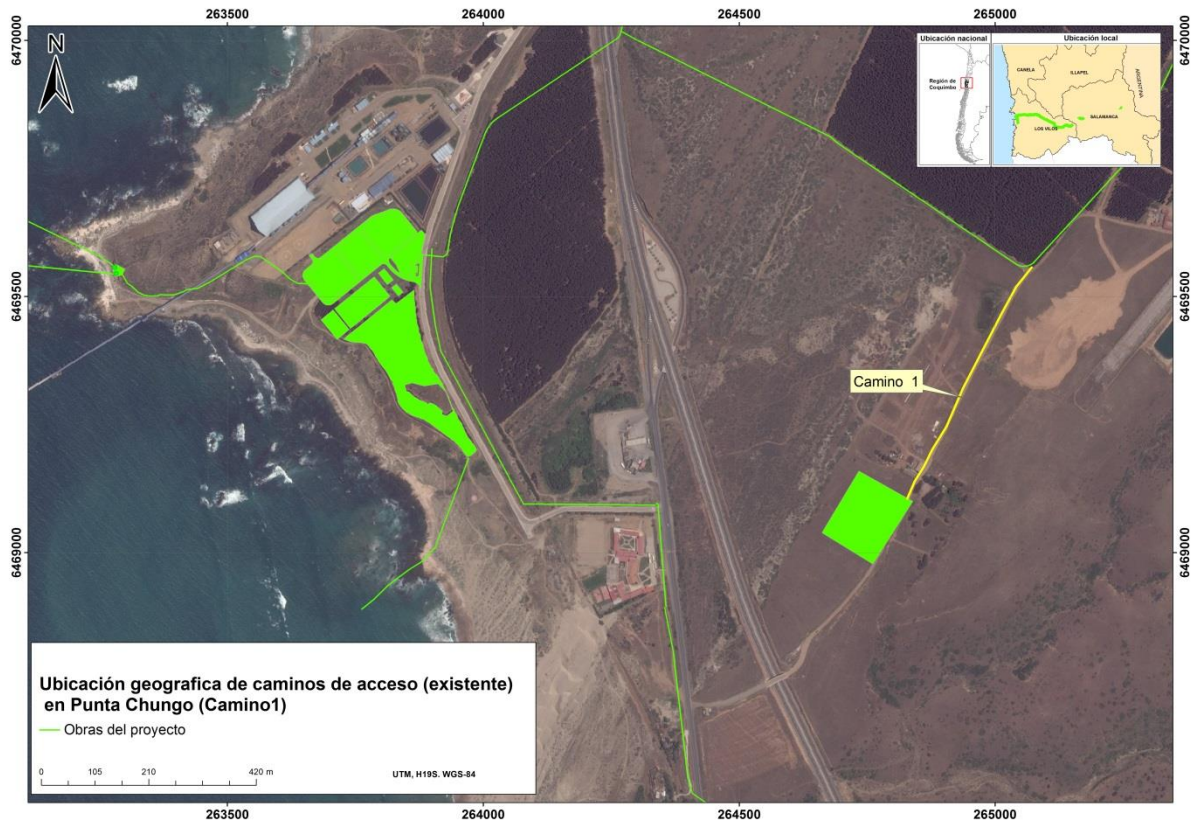 263500 264000 264500 265000
6470000 6470000
N
Ubicación nacional Ubicación local
Región de
Coquimbo
CANELA
ILLAPEL
ARGENTINA
SALAMANCA
LOS VILOS
6469500 6469500
Camino 1
6469000 6469000
Ubicación geografica de caminos de acceso (existente)
en Punta Chungo (Camino1)
Obras del proyecto
0 105 210 420 m
UTM, H19S. WGS-84
263500 264000 264500 265000